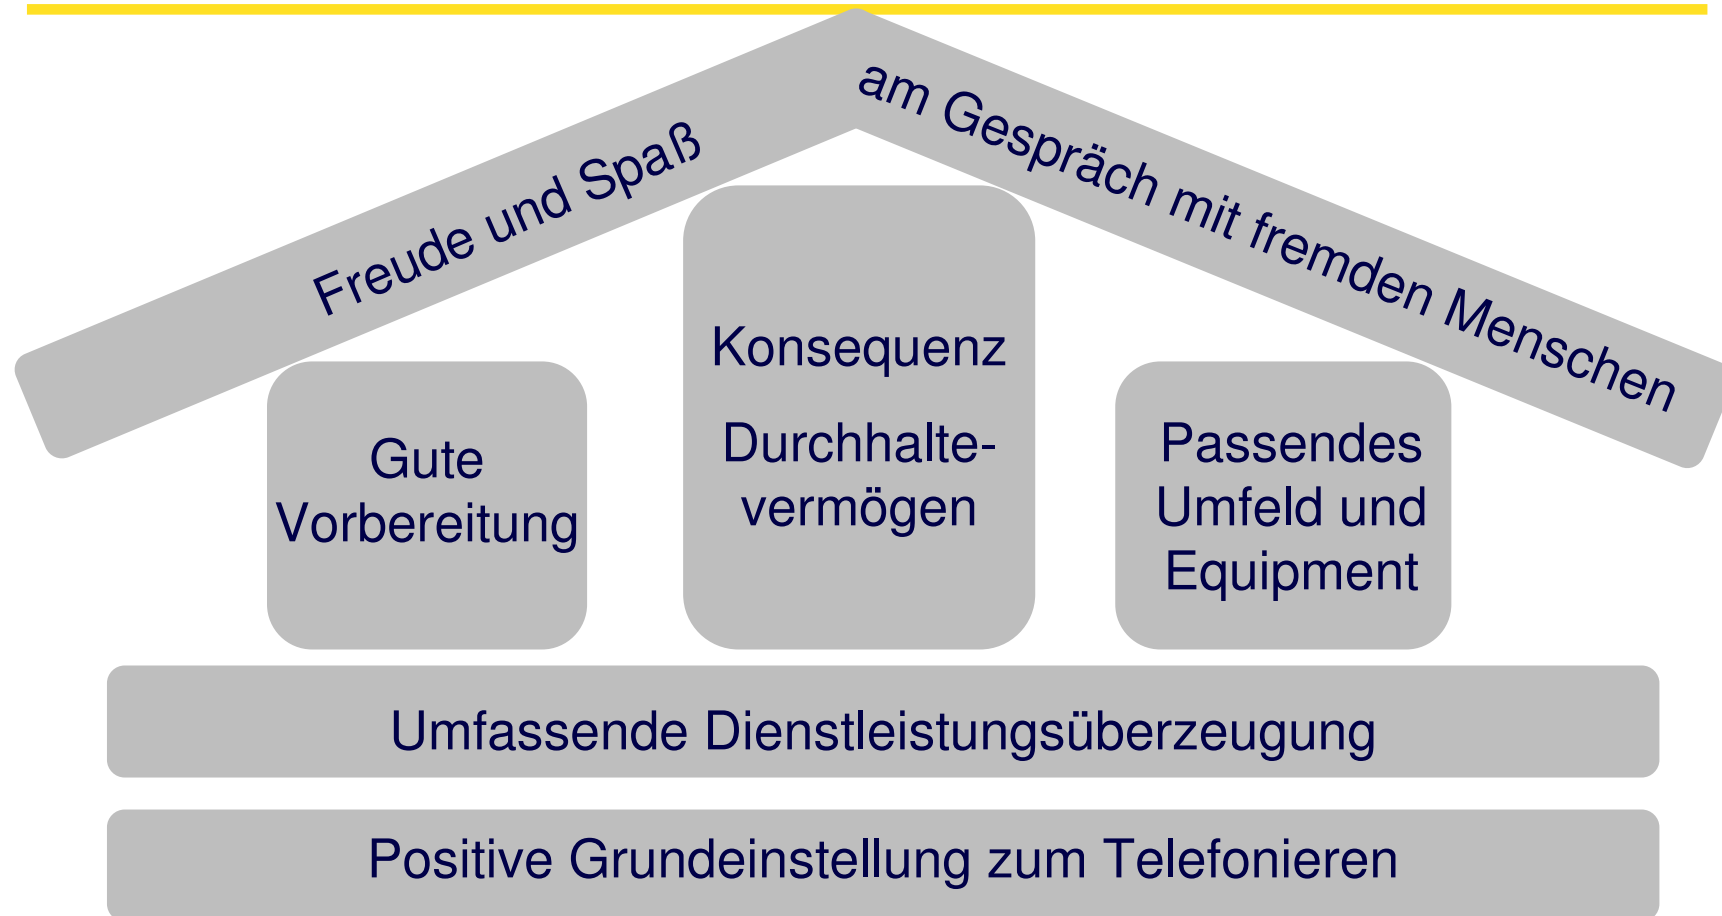 Freude und Spaß
am Gespräch mit fremden Menschen
Gute
Vorbereitung
Konsequenz
Durchhalte-
vermögen
Passendes
Umfeld und
Equipment
Umfassende Dienstleistungsüberzeugung
Positive Grundeinstellung zum Telefonieren